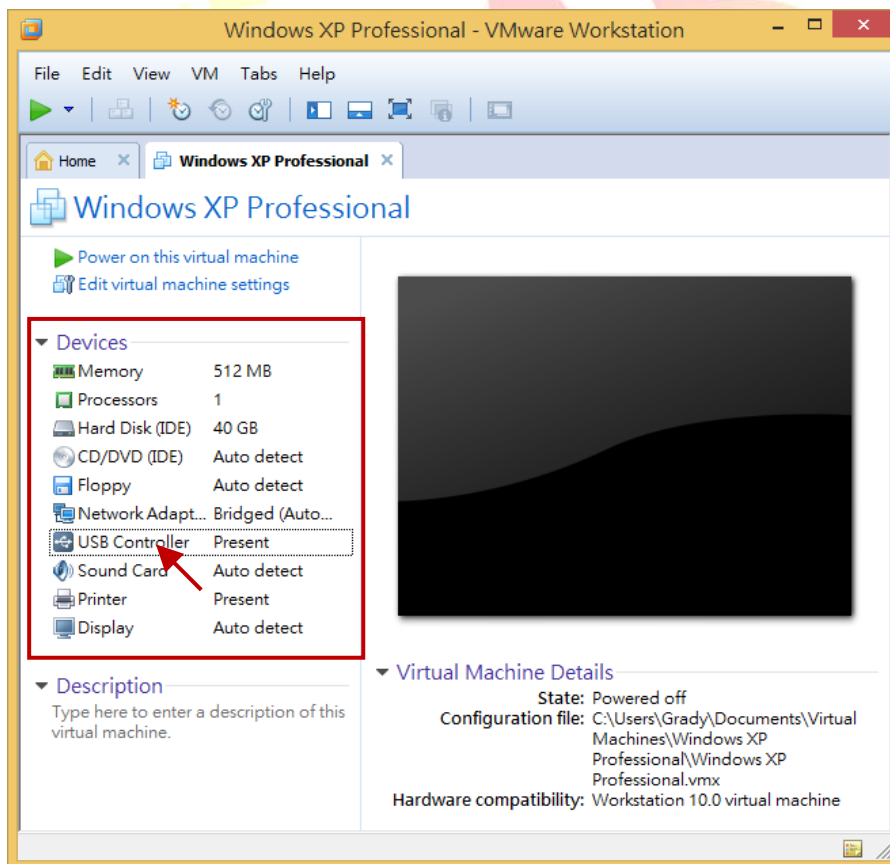 Windows XP Professional - VMware Workstation
File Edit View VM Tabs Help
Home
Windows XP Professional
Windows XP Professional
Power on this virtual machine
Edit virtual machine settings
Devices
Memory 512 MB
Processors 1
Hard Disk (IDE) 40 GB
CD/DVD (IDE) Auto detect
Floppy Auto detect
Network Adapt... Bridged (Auto...
USB Controller Present
Sound Card Auto detect
Printer Present
Display Auto detect
Description
Type here to enter a description of this
virtual machine.
Virtual Machine Details
State: Powered off
Configuration file: C:\Users\Grady\Documents\Virtual
Machines\Windows XP
Professional\Windows XP
Professional.vmx
Hardware compatibility: Workstation 10.0 virtual machine